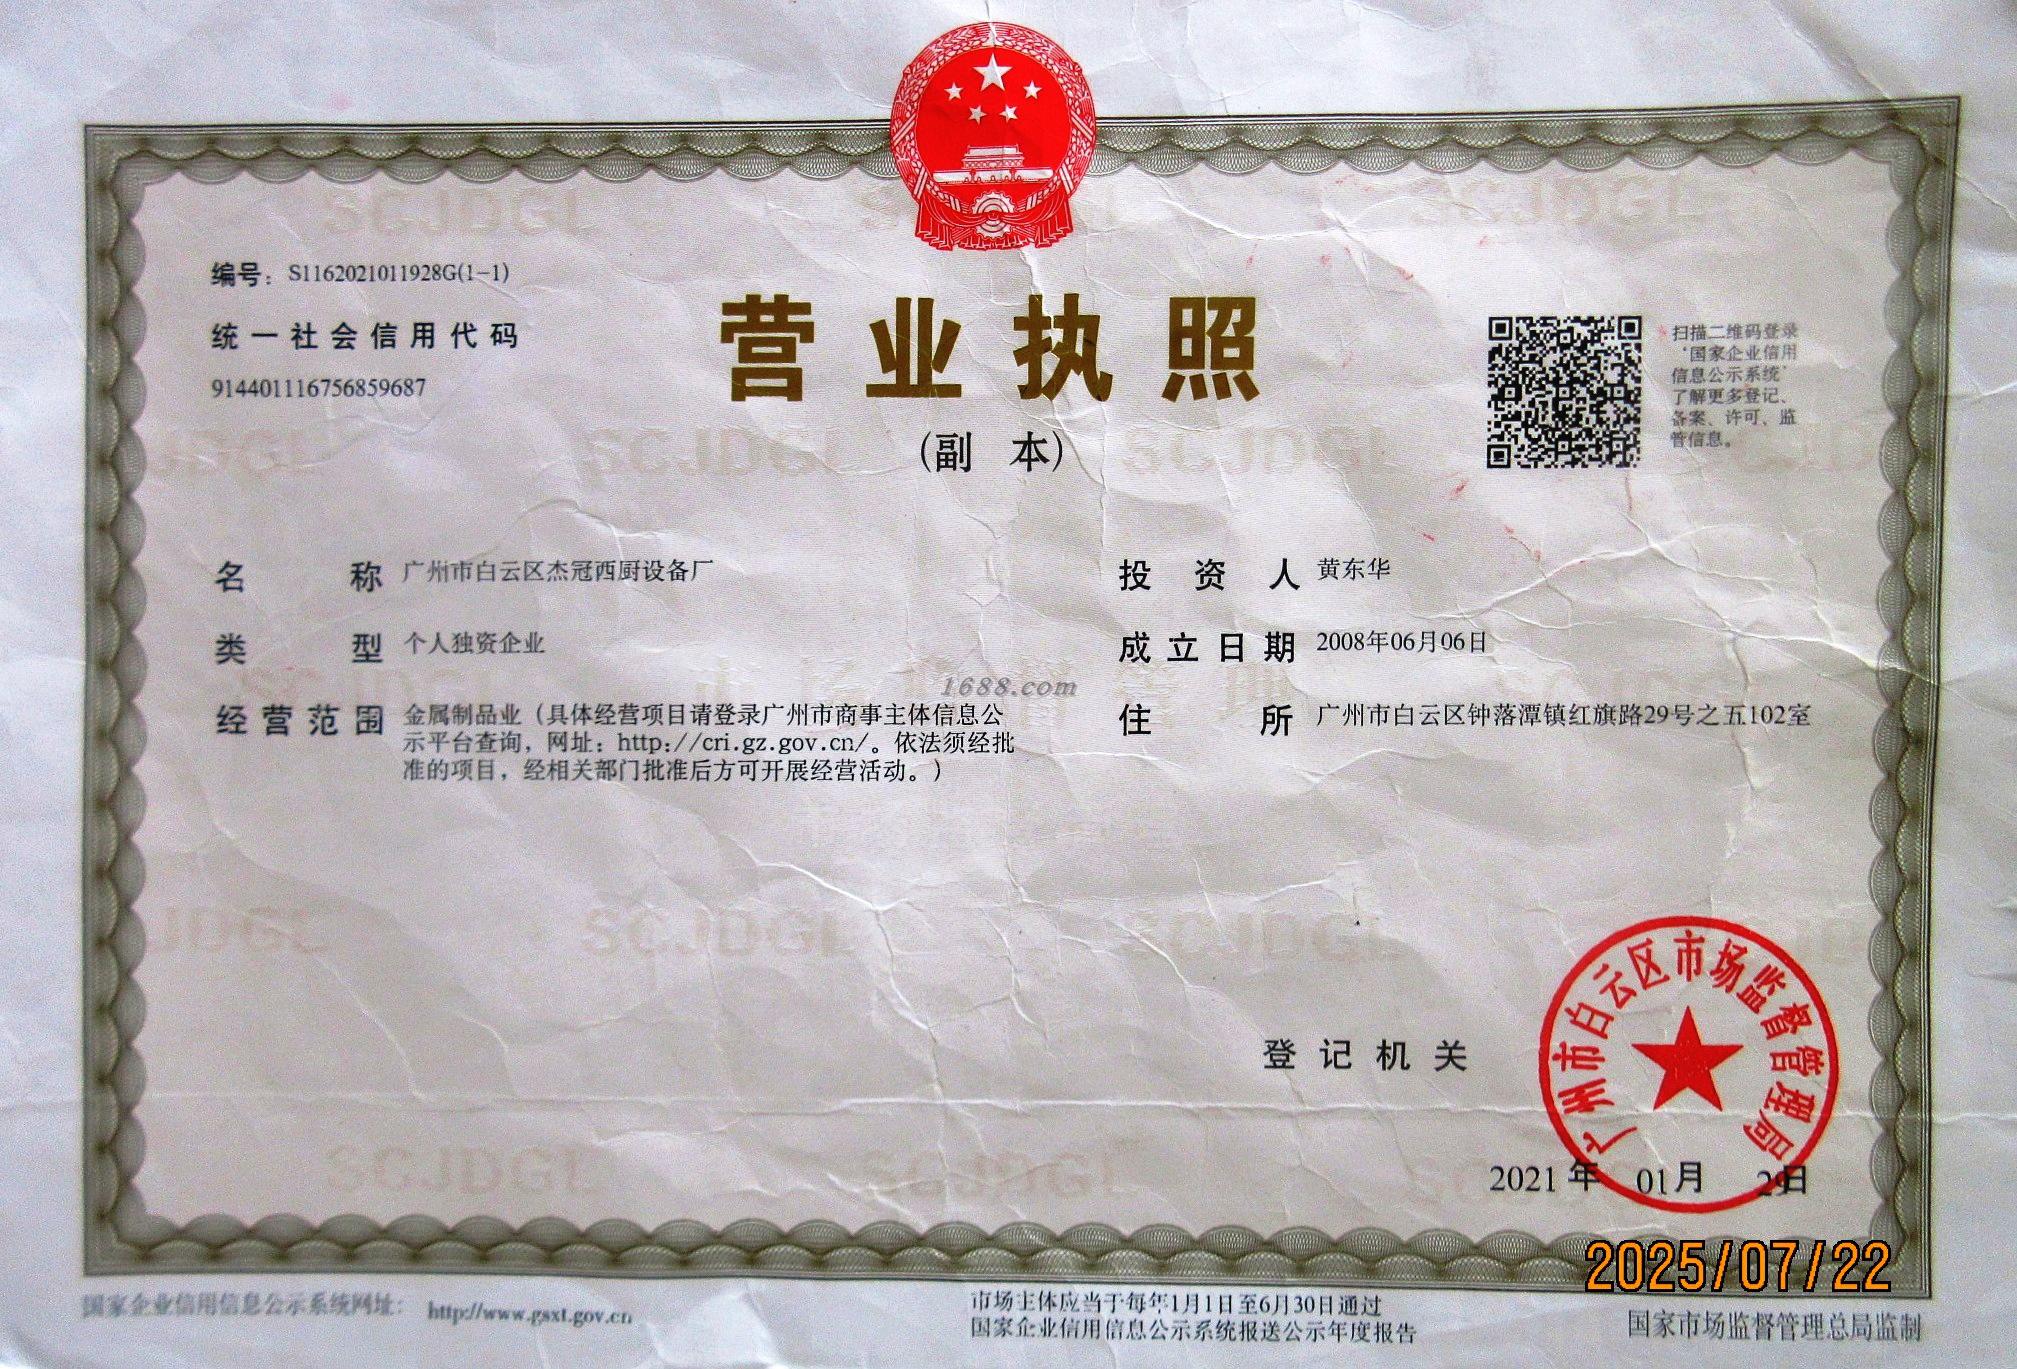 编号：S1162021011928G(1-1)
统一社会信用代码
9144011167568596​87
营业执照
（副 本）
扫描二维码登录
‘国家企业信用
信息公示系统’
了解更多登记、
备案、许可、监
管信息。
名称 广州市白云区杰冠西厨设备厂
类型 个人独资企业
经营范围 金属制品业（具体经营项目请登录广州市商事主体信息公
示平台查询，网址：http://cri.gz.gov.cn/。依法须经批
准的项目，经相关部门批准后方可开展经营活动。）
投资人 黄东华
成立日期 2008年06月06日
住所 广州市白云区钟落潭镇红旗路29号之五102室
1688.com
登记机关
广州市白云区市场监督管理局
2021年 01月 29日
2025/07/22
国家企业信用信息公示系统网址： http://www.gsxt.gov.cn
市场主体应当于每年1月1日至6月30日通过
国家企业信用信息公示系统报送公示年度报告
国家市场监督管理总局监制